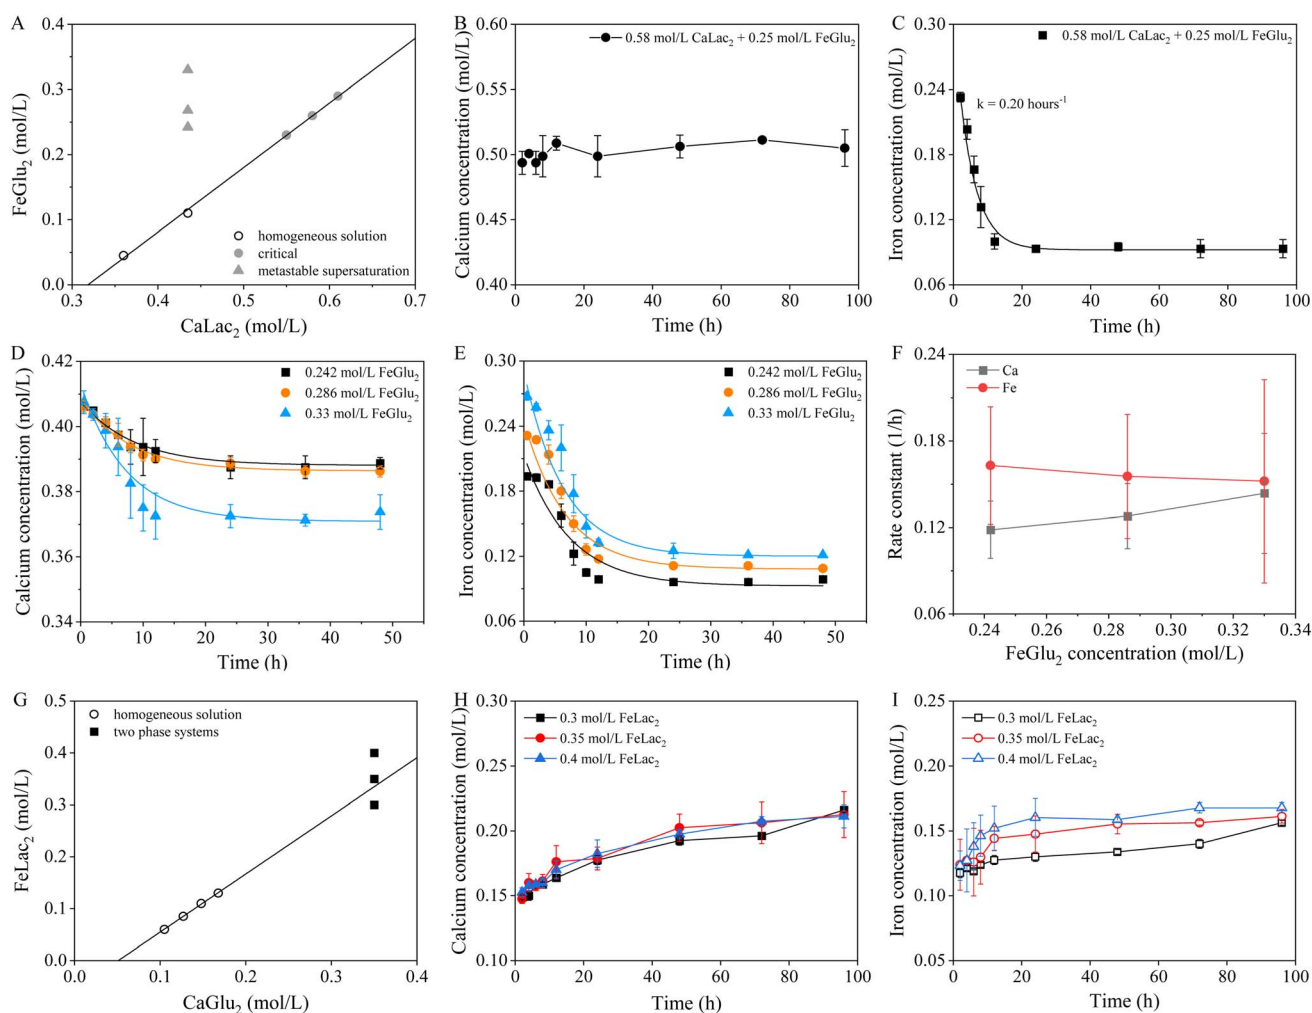 A
FeGlu₂ (mol/L)
0.4
0.3
0.2
0.1
0.0
0.3 0.4 0.5 0.6 0.7
CaLac₂ (mol/L)
homogeneous solution
critical
metastable supersaturation
B
Calcium concentration (mol/L)
0.60
0.55
0.50
0.45
0.40
0 20 40 60 80 100
Time (h)
0.58 mol/L CaLac₂ + 0.25 mol/L FeGlu₂
C
Iron concentration (mol/L)
0.30
0.24
0.18
0.12
0.06
0 20 40 60 80 100
Time (h)
0.58 mol/L CaLac₂ + 0.25 mol/L FeGlu₂
k = 0.20 hours⁻¹
D
Calcium concentration (mol/L)
0.42
0.40
0.38
0.36
0.34
0 10 20 30 40 50
Time (h)
0.242 mol/L FeGlu₂
0.286 mol/L FeGlu₂
0.33 mol/L FeGlu₂
E
Iron concentration (mol/L)
0.30
0.24
0.18
0.12
0.06
0 10 20 30 40 50
Time (h)
0.242 mol/L FeGlu₂
0.286 mol/L FeGlu₂
0.33 mol/L FeGlu₂
F
Rate constant (1/h)
0.24
0.18
0.12
0.06
0.24 0.26 0.28 0.30 0.32 0.34
FeGlu₂ concentration (mol/L)
Ca
Fe
G
FeLac₂ (mol/L)
0.5
0.4
0.3
0.2
0.1
0.0
0.0 0.1 0.2 0.3 0.4
CaGlu₂ (mol/L)
homogeneous solution
two phase systems
H
Calcium concentration (mol/L)
0.30
0.25
0.20
0.15
0.10
0 20 40 60 80 100
Time (h)
0.3 mol/L FeLac₂
0.35 mol/L FeLac₂
0.4 mol/L FeLac₂
I
Iron concentration (mol/L)
0.25
0.20
0.15
0.10
0.05
0 20 40 60 80 100
Time (h)
0.3 mol/L FeLac₂
0.35 mol/L FeLac₂
0.4 mol/L FeLac₂